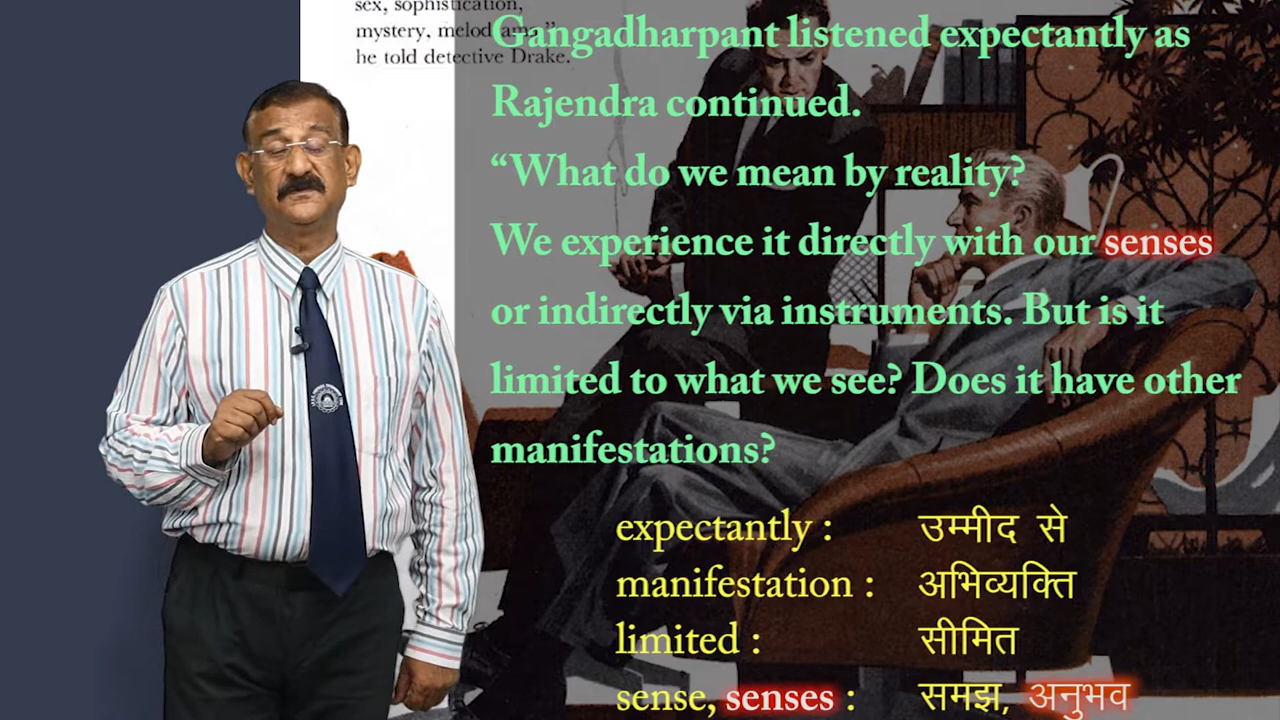 sex, sophistication,
mystery, melodrama,”
he told detective Drake.
Gangadharpant listened expectantly as
Rajendra continued.
“What do we mean by reality?
We experience it directly with our senses
or indirectly via instruments. But is it
limited to what we see? Does it have other
manifestations?
expectantly : उम्मीद से
manifestation : अभिव्यक्ति
limited : सीमित
sense, senses : समझ, अनुभव